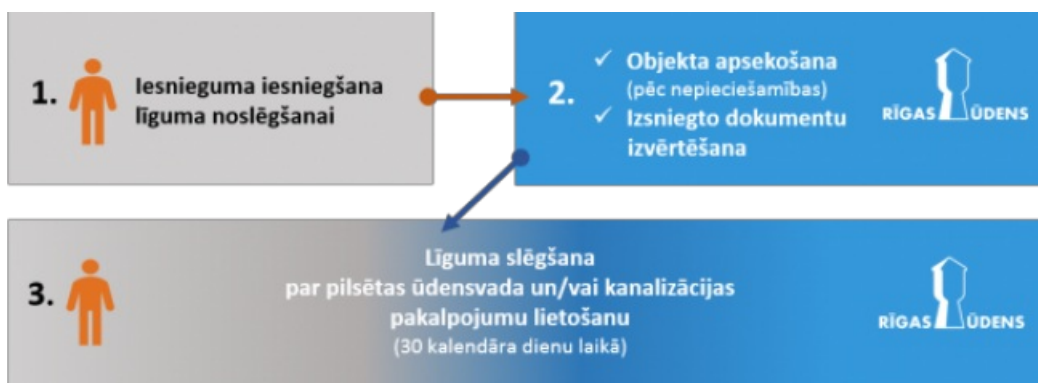 1.
Iesnieguma iesniegšana
līguma noslēgšanai
2.
✓ Objekta apsekošana
(pēc nepieciešamības)
✓ Izsniegto dokumentu
izvērtēšana
RĪGAS ŪDENS
3.
Līguma slēgšana
par pilsētas ūdensvada un/vai kanalizācijas
pakalpojumu lietošanu
(30 kalendāra dienu laikā)
RĪGAS ŪDENS